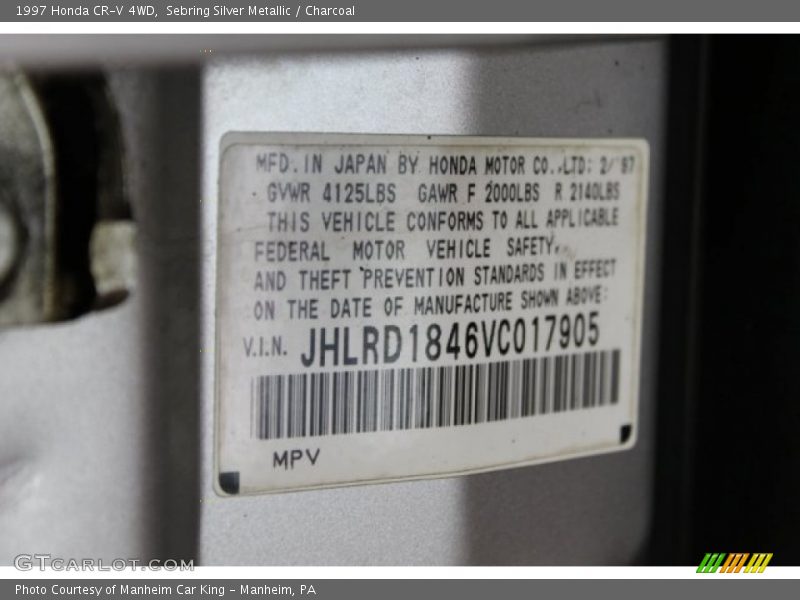 1997 Honda CR-V 4WD,  Sebring Silver Metallic / Charcoal
MFD. IN JAPAN BY HONDA MOTOR CO.,LTD: 2/'97
GVWR 4125LBS GAWR F 2000LBS R 2140LBS
THIS VEHICLE CONFORMS TO ALL APPLICABLE
FEDERAL MOTOR VEHICLE SAFETY
AND THEFT PREVENTION STANDARDS IN EFFECT
ON THE DATE OF MANUFACTURE SHOWN ABOVE:
V.I.N. JHLRD1846VC017905
MPV
GTCARLOT.COM
Photo Courtesy of Manheim Car King - Manheim, PA